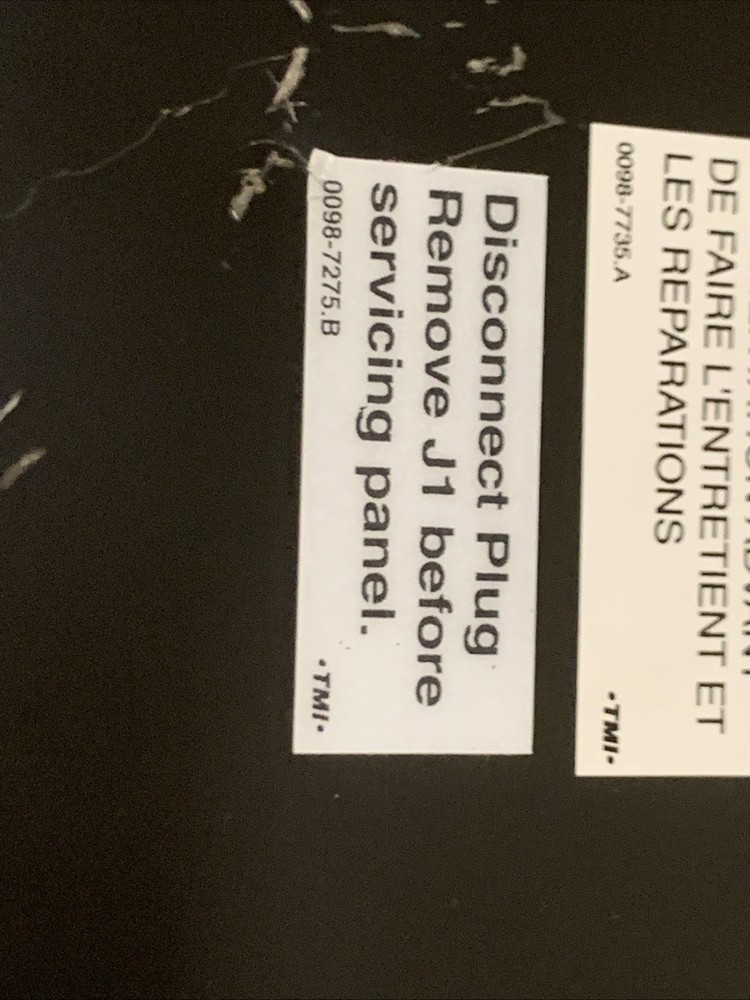 DE FAIRE L'ENTRETIENT ET
LES REPARATIONS
0098-7735.A
•TMI•
Disconnect Plug
Remove J1 before
servicing panel.
0098-7275.B
•TMI•